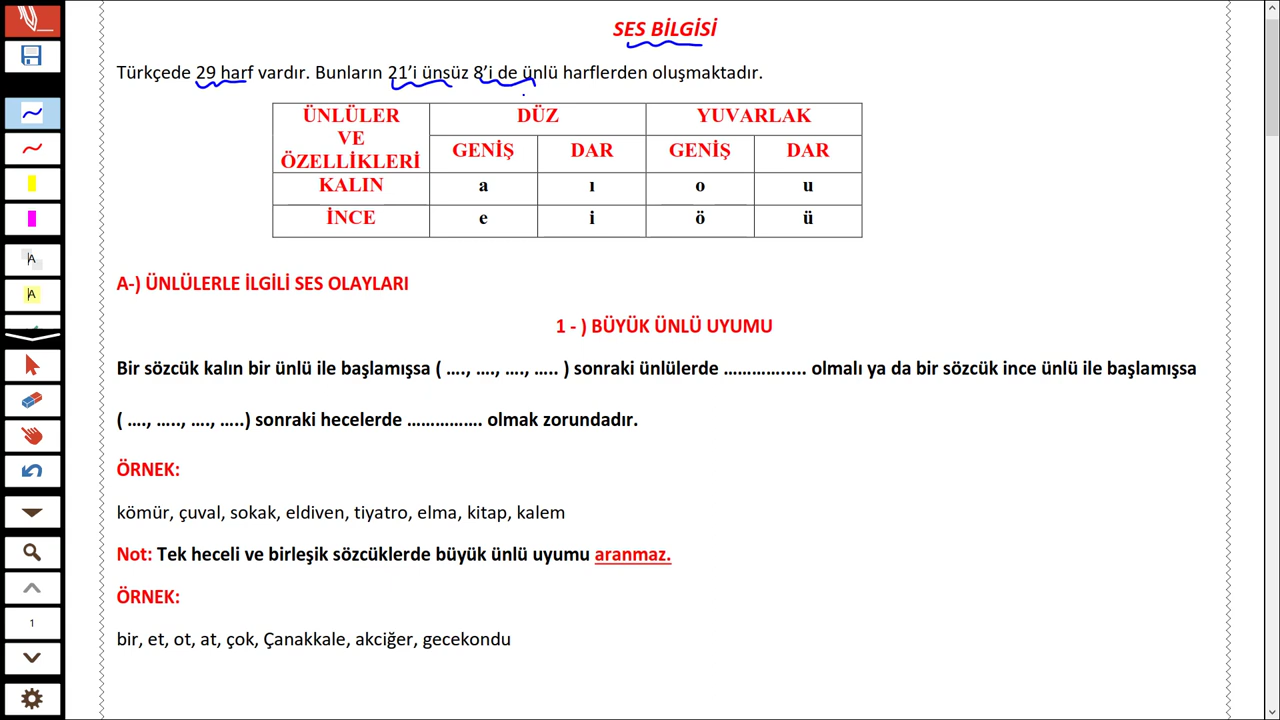 SES BİLGİSİ
Türkçede 29 harf vardır. Bunların 21’i ünsüz 8’i de ünlü harflerden oluşmaktadır.
ÜNLÜLER VE ÖZELLİKLERİ DÜZ YUVARLAK
GENİŞ DAR GENİŞ DAR
KALIN a ı o u
İNCE e i ö ü
A-) ÜNLÜLERLE İLGİLİ SES OLAYLARI
1 - ) BÜYÜK ÜNLÜ UYUMU
Bir sözcük kalın bir ünlü ile başlamışsa ( …., …., …., ….. ) sonraki ünlülerde ………….…. olmalı ya da bir sözcük ince ünlü ile başlamışsa
( …., ….., …., …..) sonraki hecelerde ……………. olmak zorundadır.
ÖRNEK:
kömür, çuval, sokak, eldiven, tiyatro, elma, kitap, kalem
Not: Tek heceli ve birleşik sözcüklerde büyük ünlü uyumu aranmaz.
ÖRNEK:
bir, et, ot, at, çok, Çanakkale, akciğer, gecekondu
A
A
1